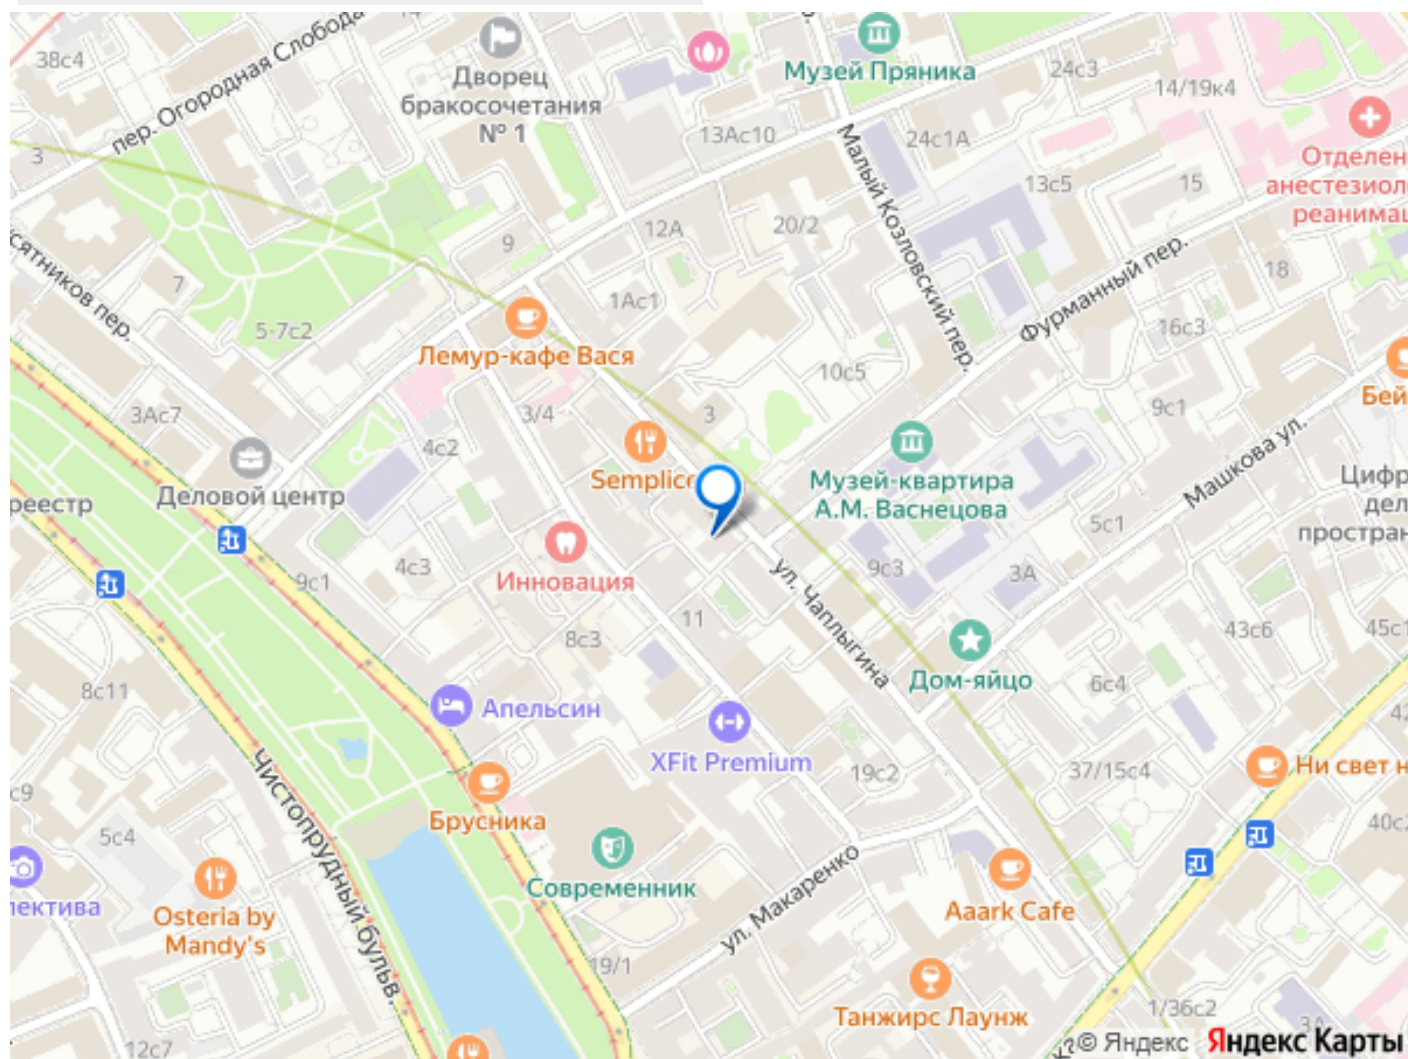 38с4
пер. Огородная Слобода
Дворец
бракосочетания
№ 1
Музей Пряника
24с3
14/19к4
13Ас10
24с1А
Отделен
анестезиол
реанимац
3
13с5
15
Малый Козловский пер.
12А
20/2
9
7
сятников пер.
18
Фурманный пер.
1Ас1
5-7с2
16с3
Лемур-кафе Вася
10с5
Бей
3Ас7
3/4
3
9с1
4с2
Машкова ул.
Semplice
Музей-квартира
А.М. Васнецова
Цифр
дел
простран
реестр
Деловой центр
5с1
4с3
Инновация
9с1
9с3
3А
ул. Чаплыгина
11
8с3
43с6
45с1
Дом-яйцо
8с11
6с4
Апельсин
42
XFit Premium
19с2
37/15с4
Ни свет н
Чистопрудный бульв.
с9
Брусника
5с4
40с2
Современник
ул. Макаренко
лектива
Osteria by
Mandy's
Aaark Cafe
19/1
Танжирс Лаунж
1/36с2
3А
12с7
© Яндекс Яндекс Карты